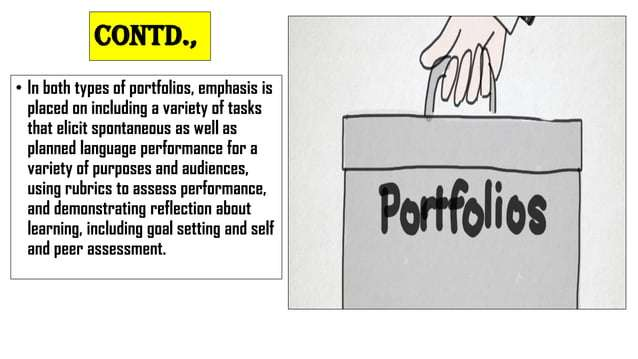 CONTD.,
• In both types of portfolios, emphasis is
placed on including a variety of tasks
that elicit spontaneous as well as
planned language performance for a
variety of purposes and audiences,
using rubrics to assess performance,
and demonstrating reflection about
learning, including goal setting and self
and peer assessment.
Portfolios